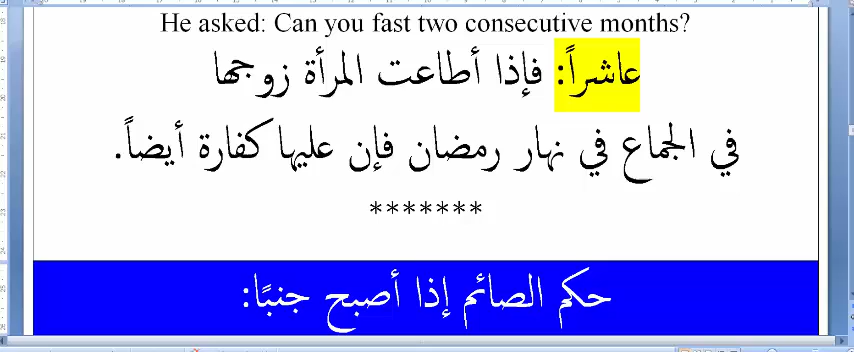 He asked: Can you fast two consecutive months?
عاشراً: فإذا أطاعت المرأة زوجها
في الجماع في نهار رمضان فإن عليها كفارة أيضاً.
*******
حكم الصائم إذا أصبح جنبًا: